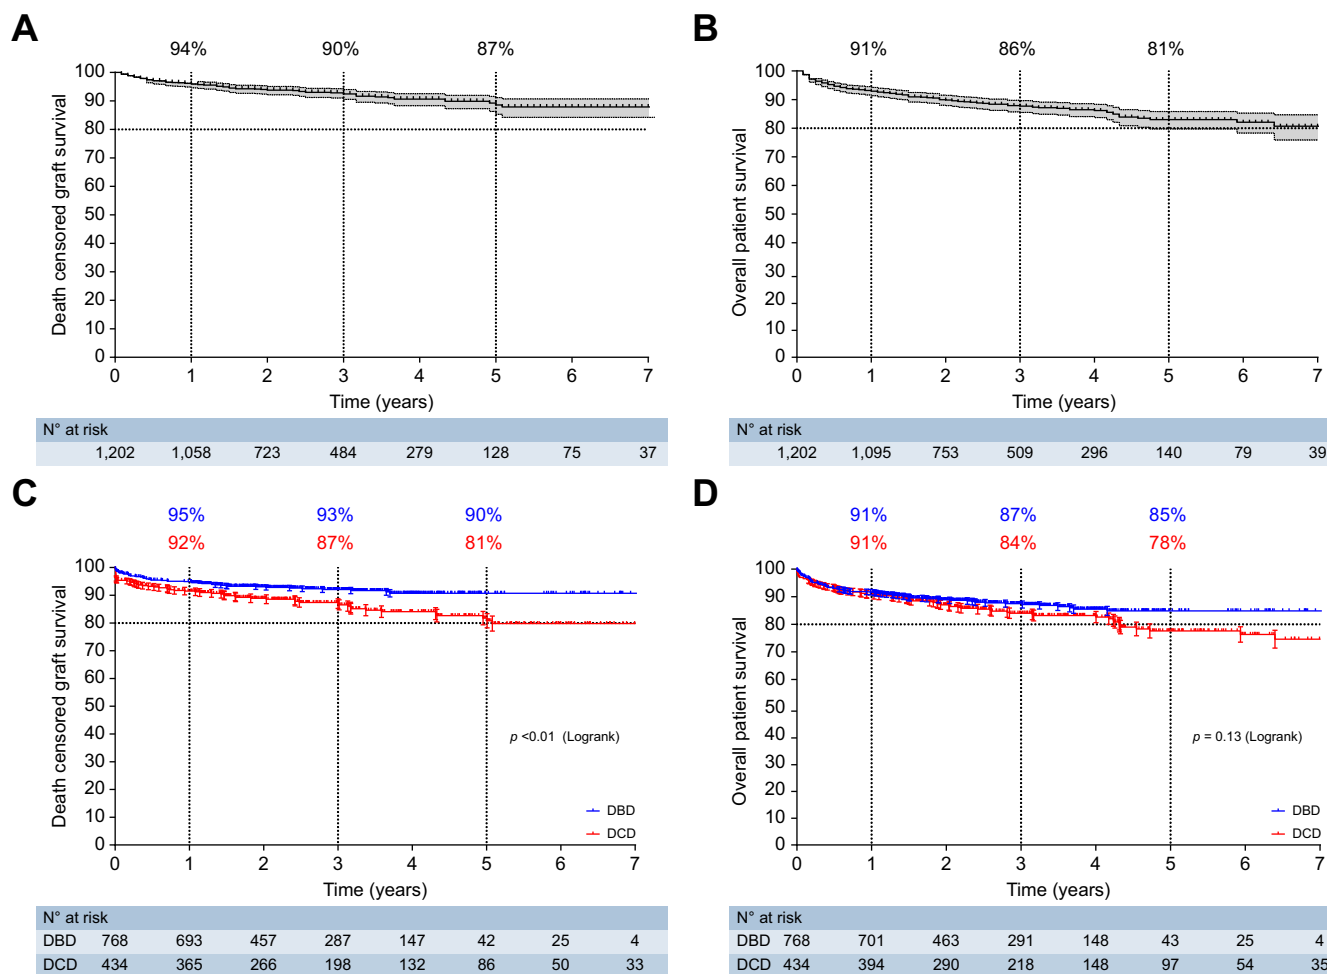 A
94% 90% 87%
Death censored graft survival
100
90
80
70
60
50
40
30
20
10
0
0 1 2 3 4 5 6 7
Time (years)
N° at risk
1,202 1,058 723 484 279 128 75 37
B
91% 86% 81%
Overall patient survival
100
90
80
70
60
50
40
30
20
10
0
0 1 2 3 4 5 6 7
Time (years)
N° at risk
1,202 1,095 753 509 296 140 79 39
C
95% 93% 90%
92% 87% 81%
Death censored graft survival
100
90
80
70
60
50
40
30
20
10
0
p <0.01 (Logrank)
DBD
DCD
0 1 2 3 4 5 6 7
Time (years)
N° at risk
DBD 768 693 457 287 147 42 25 4
DCD 434 365 266 198 132 86 50 33
D
91% 87% 85%
91% 84% 78%
Overall patient survival
100
90
80
70
60
50
40
30
20
10
0
p = 0.13 (Logrank)
DBD
DCD
0 1 2 3 4 5 6 7
Time (years)
N° at risk
DBD 768 701 463 291 148 43 25 4
DCD 434 394 290 218 148 97 54 35